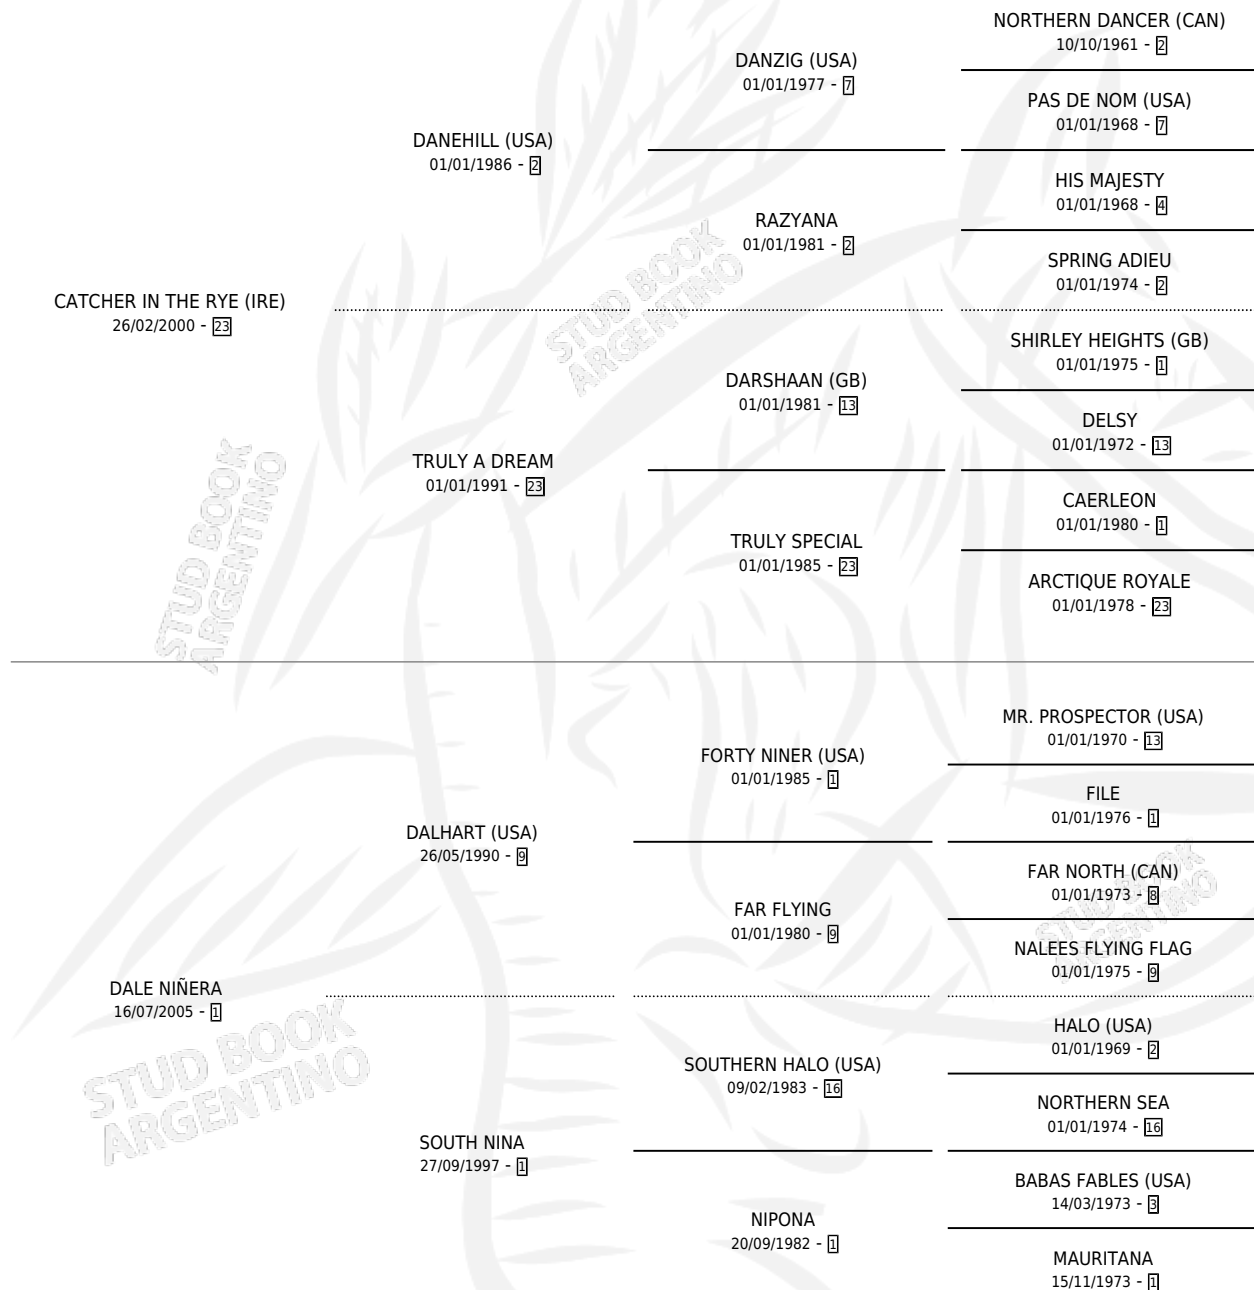 NORTHERN DANCER (CAN)
10/10/1961 - 2
DANZIG (USA)
01/01/1977 - 7
PAS DE NOM (USA)
01/01/1968 - 7
DANEHILL (USA)
01/01/1986 - 2
HIS MAJESTY
01/01/1968 - 4
RAZYANA
01/01/1981 - 2
SPRING ADIEU
01/01/1974 - 2
CATCHER IN THE RYE (IRE)
26/02/2000 - 23
SHIRLEY HEIGHTS (GB)
01/01/1975 - 1
DARSHAAN (GB)
01/01/1981 - 13
DELSY
01/01/1972 - 13
TRULY A DREAM
01/01/1991 - 23
CAERLEON
01/01/1980 - 1
TRULY SPECIAL
01/01/1985 - 23
ARCTIQUE ROYALE
01/01/1978 - 23
MR. PROSPECTOR (USA)
01/01/1970 - 13
FORTY NINER (USA)
01/01/1985 - 1
FILE
01/01/1976 - 1
DALHART (USA)
26/05/1990 - 9
FAR NORTH (CAN)
01/01/1973 - 8
FAR FLYING
01/01/1980 - 9
NALEES FLYING FLAG
01/01/1975 - 9
DALE NIÑERA
16/07/2005 - 1
HALO (USA)
01/01/1969 - 2
SOUTHERN HALO (USA)
09/02/1983 - 16
NORTHERN SEA
01/01/1974 - 16
SOUTH NINA
27/09/1997 - 1
BABAS FABLES (USA)
14/03/1973 - 3
NIPONA
20/09/1982 - 1
MAURITANA
15/11/1973 - 1
STUD BOOK
ARGENTINO
STUD BOOK
ARGENTINO
STUD BOOK
ARGENTINO
STUD BOOK
ARGENTINO